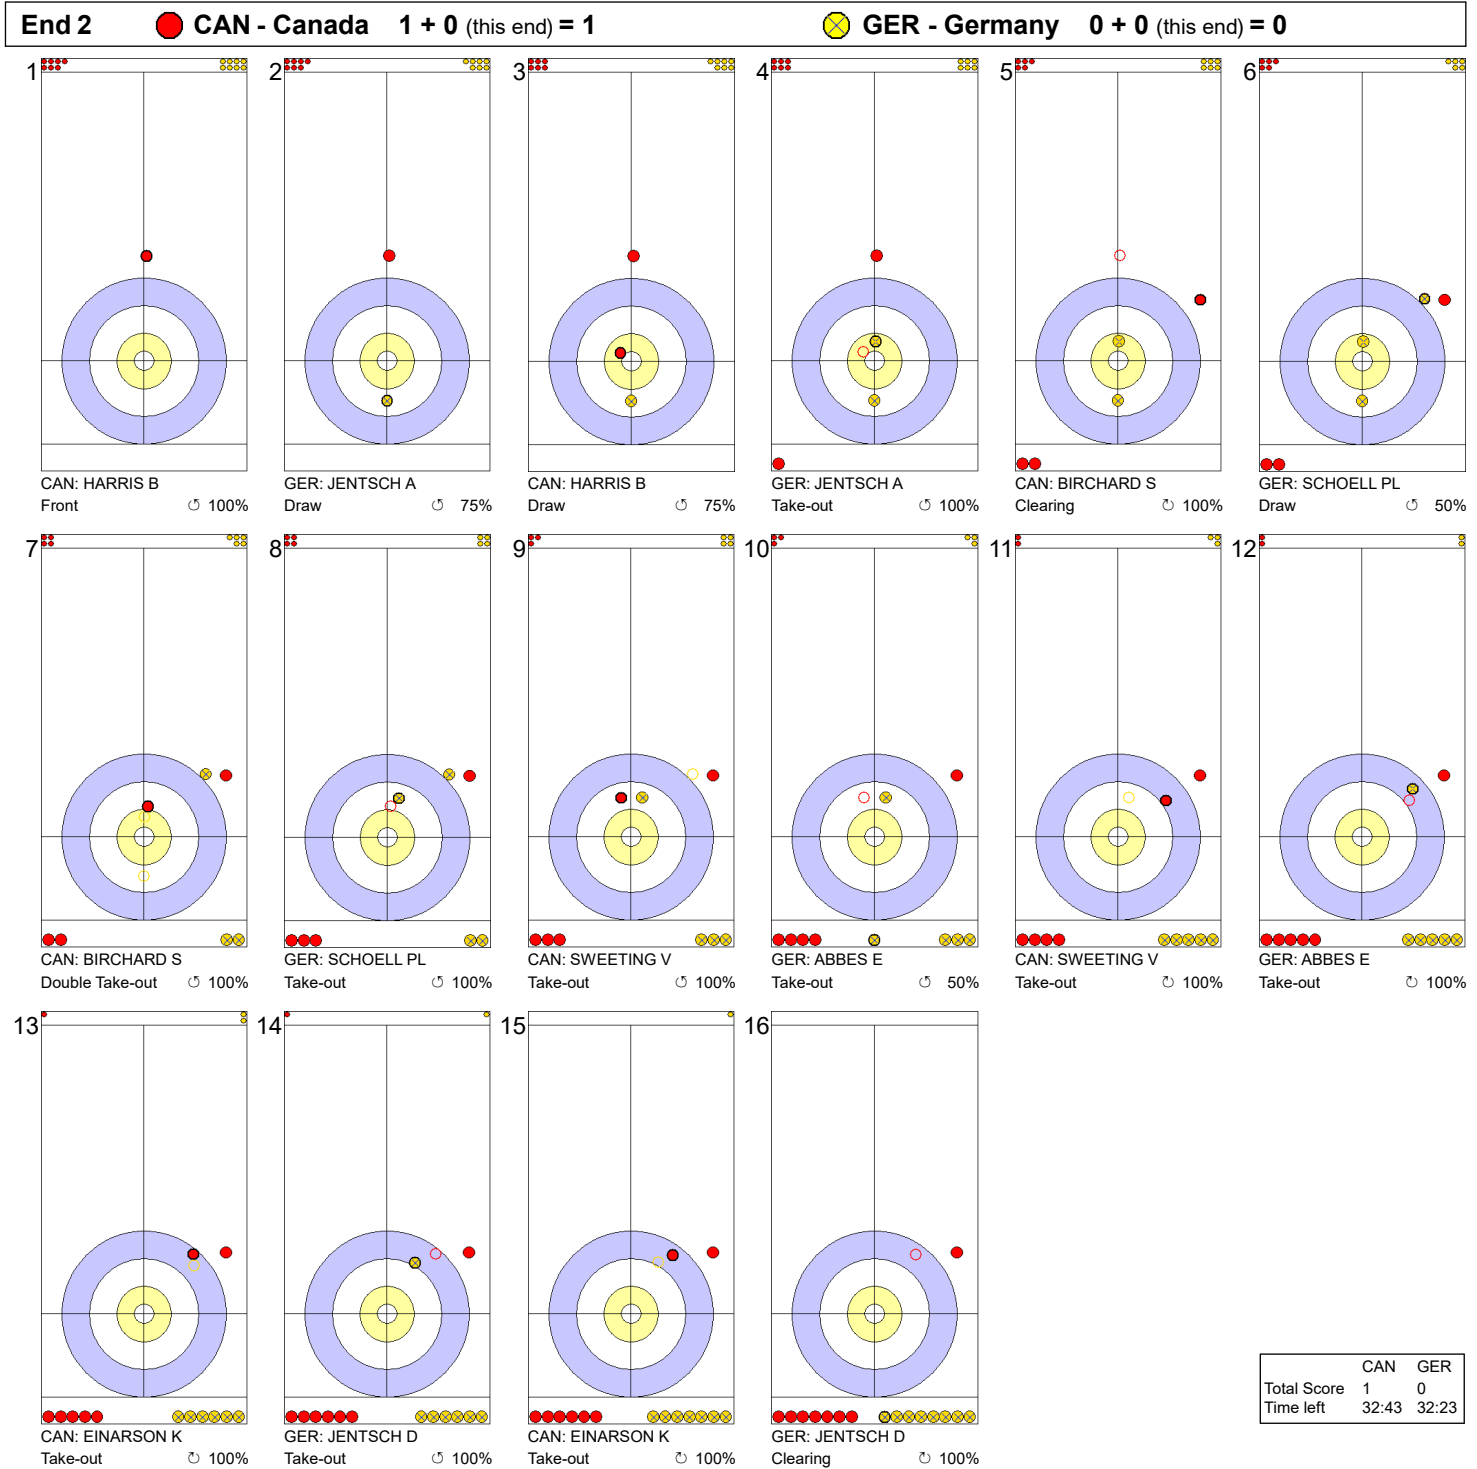 End 2 CAN - Canada 1 + 0 (this end) = 1 GER - Germany 0 + 0 (this end) = 0
1 2 3 4 5 6
CAN: HARRIS B GER: JENTSCH A CAN: HARRIS B GER: JENTSCH A CAN: BIRCHARD S GER: SCHOELL PL
Front ↺ 100% Draw ↺ 75% Draw ↺ 75% Take-out ↺ 100% Clearing ↻ 100% Draw ↺ 50%
7 8 9 10 11 12
CAN: BIRCHARD S GER: SCHOELL PL CAN: SWEETING V GER: ABBES E CAN: SWEETING V GER: ABBES E
Double Take-out ↺ 100% Take-out ↺ 100% Take-out ↺ 100% Take-out ↺ 50% Take-out ↻ 100% Take-out ↻ 100%
13 14 15 16
CAN: EINARSON K GER: JENTSCH D CAN: EINARSON K GER: JENTSCH D
Take-out ↻ 100% Take-out ↻ 100% Take-out ↻ 100% Clearing ↻ 100%
CAN GER
Total Score 1 0
Time left 32:43 32:23